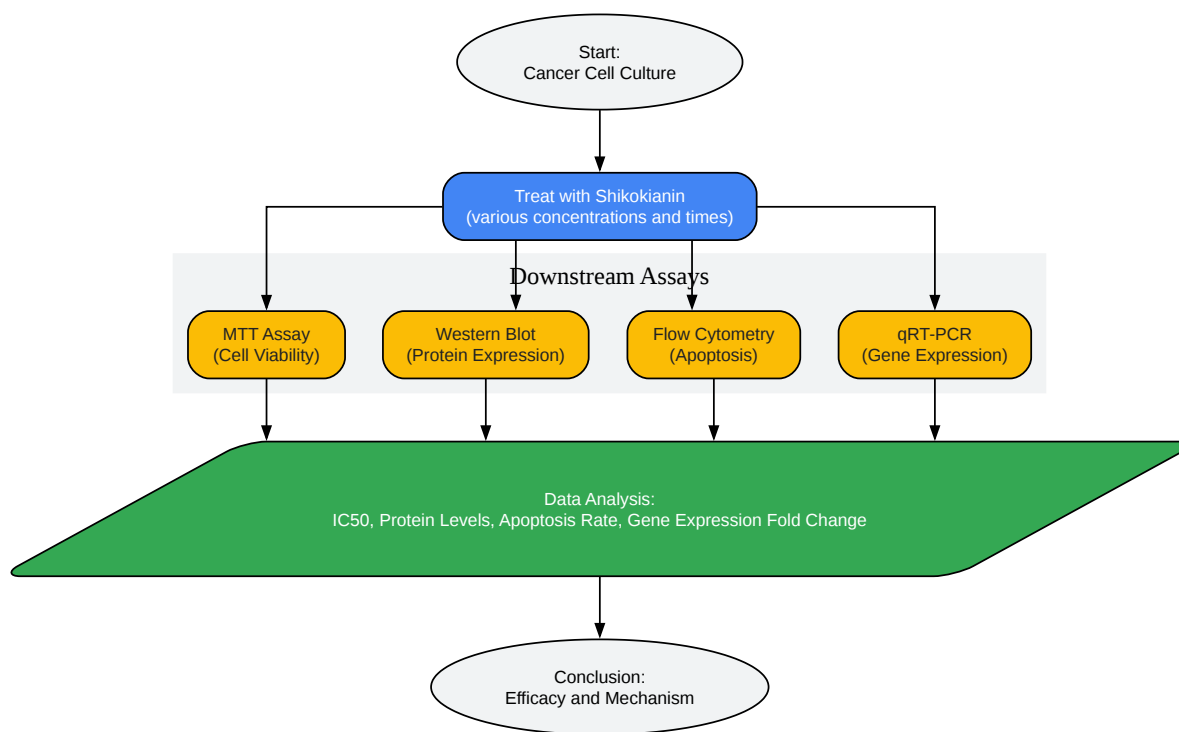 Start:
Cancer Cell Culture
Treat with Shikokianin
(various concentrations and times)
Downstream Assays
MTT Assay
(Cell Viability)
Western Blot
(Protein Expression)
Flow Cytometry
(Apoptosis)
qRT-PCR
(Gene Expression)
Data Analysis:
IC50, Protein Levels, Apoptosis Rate, Gene Expression Fold Change
Conclusion:
Efficacy and Mechanism